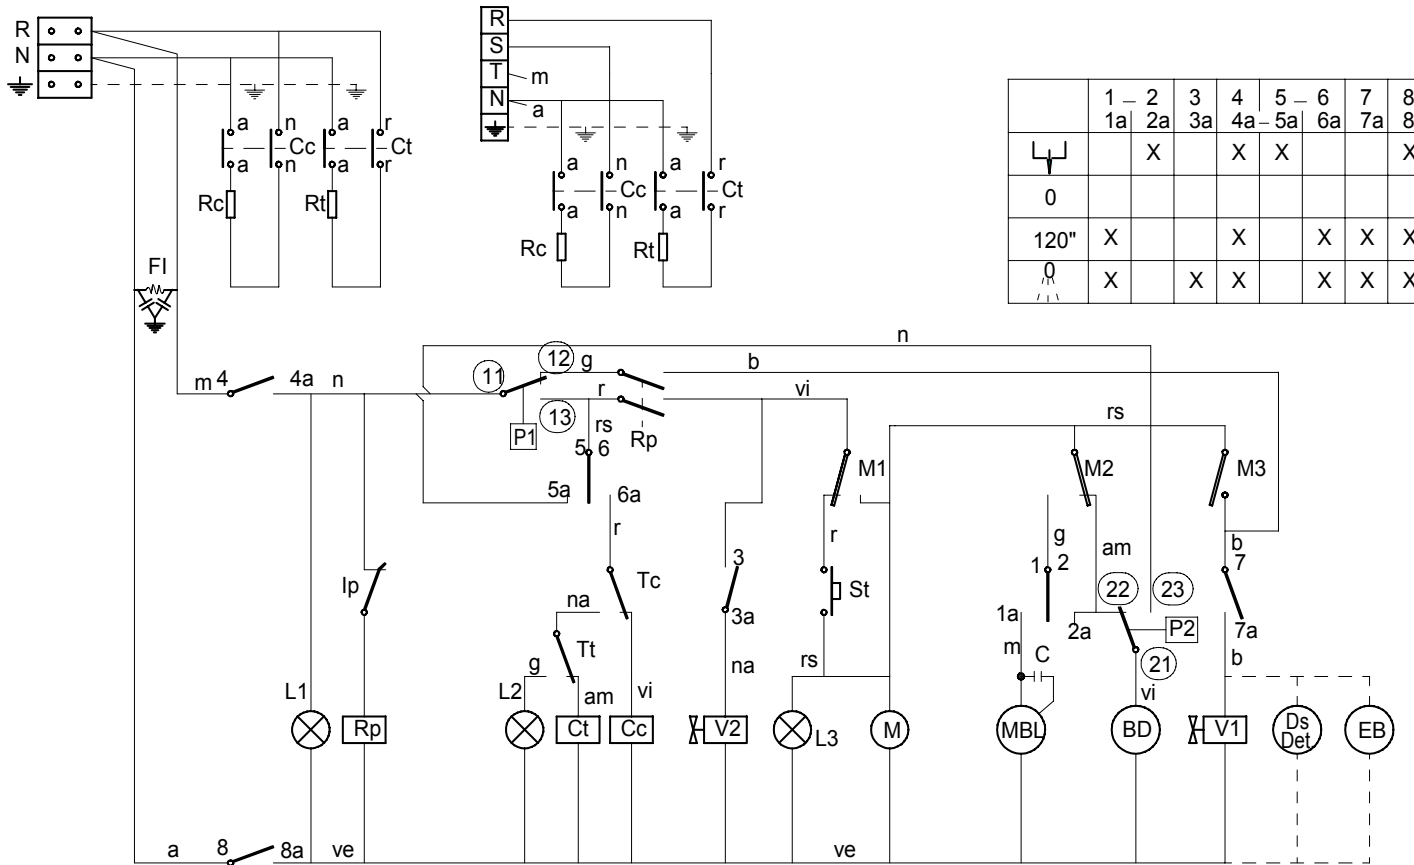 R
N
a n a r
Cc Ct
a n a r
Rc Rt
FI
R
S
T m
N a
a n a r
Cc Ct
a n a r
Rc Rt
1 – 2 3 4 5 – 6 7 8
1a 2a 3a 4a – 5a 6a 7a 8
X X X X
0
120" X X X X X
0 X X X X X X
n
m 4 4a n 11 12 g b
13 r vi
P1 rs Rp rs
5 6 M1 M2 M3
5a 6a
r r g am b
Ip Tc 3 St 1 2 22 23 7
na 3a 1a 2a P2 7a
Tt m C 21
g na rs b
L1 L2 am vi vi
Rp Ct Cc V2 L3 M MBL BD V1 Ds EB
Det
a 8 8a ve ve